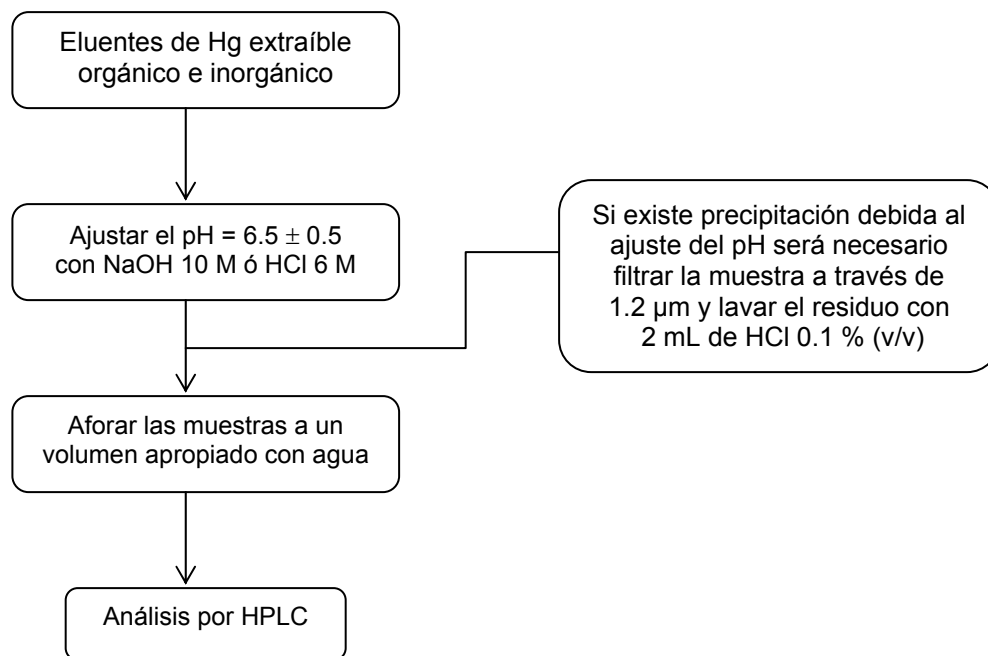 Eluentes de Hg extraíble
orgánico e inorgánico
Ajustar el pH = 6.5 ± 0.5
con NaOH 10 M ó HCl 6 M
Si existe precipitación debida al
ajuste del pH será necesario
filtrar la muestra a través de
1.2 µm y lavar el residuo con
2 mL de HCl 0.1 % (v/v)
Aforar las muestras a un
volumen apropiado con agua
Análisis por HPLC